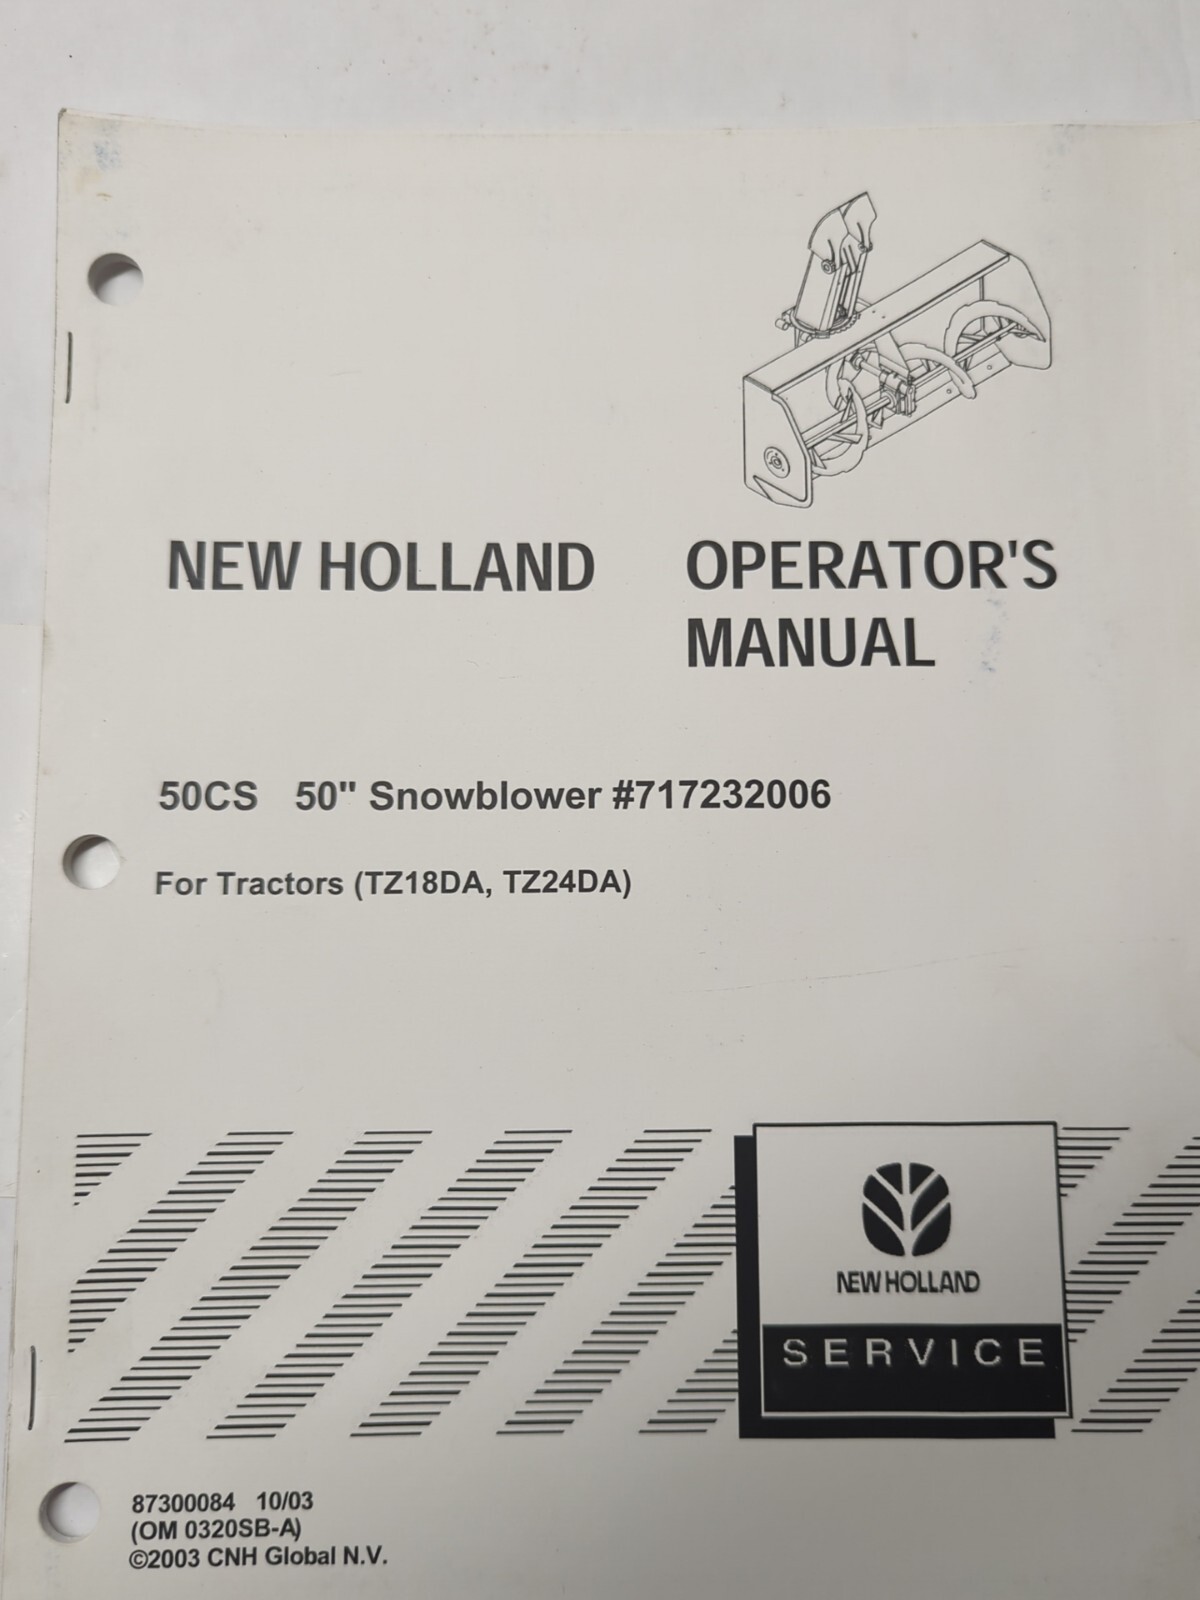 NEW HOLLAND
OPERATOR'S
MANUAL
50CS 50" Snowblower #717232006
For Tractors (TZ18DA, TZ24DA)
NEW HOLLAND
SERVICE
87300084 10/03
(OM 0320SB-A)
©2003 CNH Global N.V.